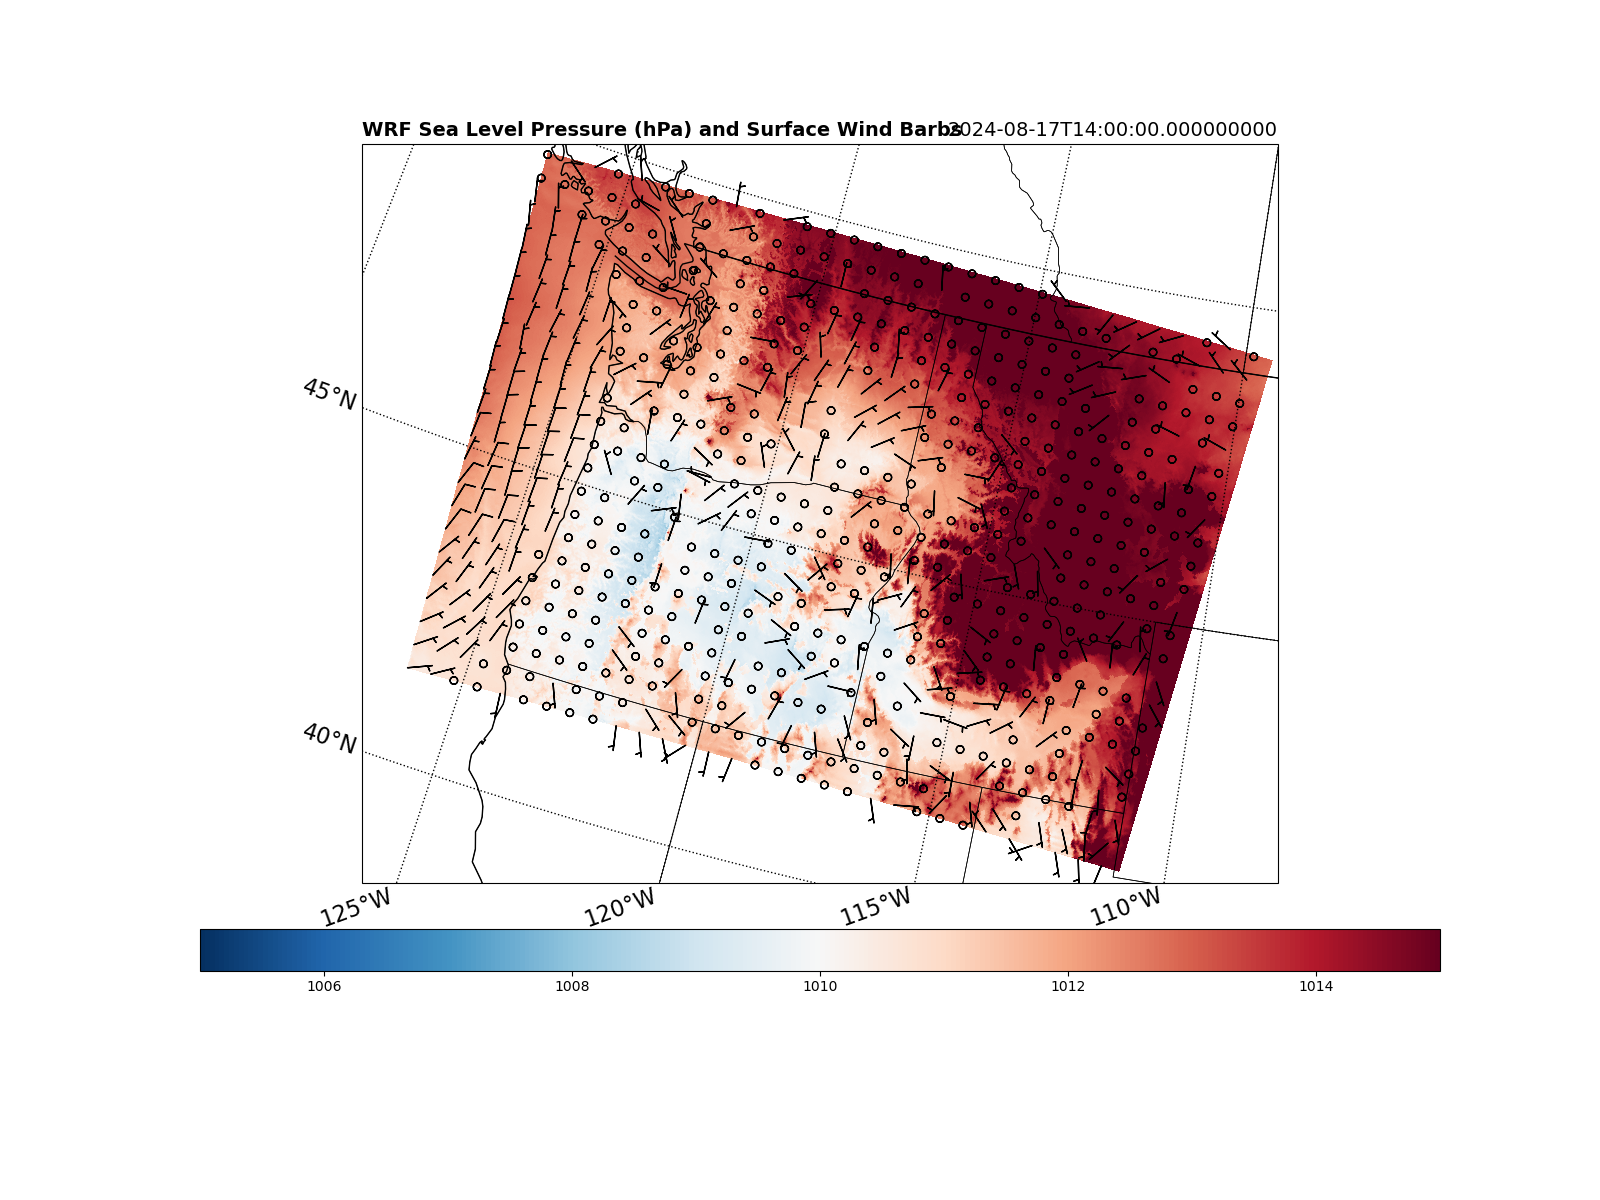 WRF Sea Level Pressure (hPa) and Surface Wind Barbs 2024-08-17T14:00:00.000000000
45°N
40°N
125°W 120°W 115°W 110°W
1006 1008 1010 1012 1014